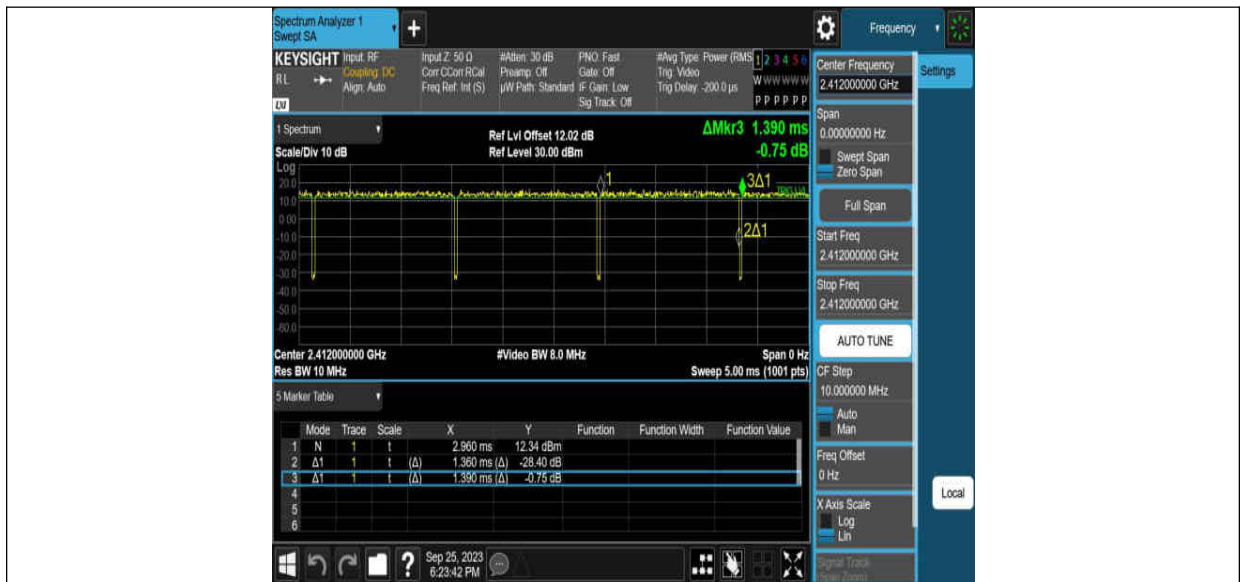 Spectrum Analyzer 1
Swept SA
+
Frequency
KEYSIGHT
RL
LXI
Input: RF
Coupling: DC
Align: Auto
Input Z: 50 Ω
Corr CCorr RCal
Freq Ref: Int (S)
#Atten: 30 dB
Preamp: Off
µW Path: Standard
PNO: Fast
Gate: Off
IF Gain: Low
Sig Track: Off
#Avg Type: Power (RMS
Trig: Video
Trig Delay: -200.0 µs
1 2 3 4 5 6
W W W W W W
P P P P P P
1 Spectrum
Scale/Div 10 dB
Ref Lvl Offset 12.02 dB
Ref Level 30.00 dBm
ΔMkr3 1.390 ms
-0.75 dB
Log
20.0
10.0
0.00
-10.0
-20.0
-30.0
-40.0
-50.0
-60.0
1
3Δ1
TRIG LVL
2Δ1
Center 2.412000000 GHz
#Video BW 8.0 MHz
Span 0 Hz
Res BW 10 MHz
Sweep 5.00 ms (1001 pts)
5 Marker Table
Mode Trace Scale X Y Function Function Width Function Value
1 N 1 t 2.960 ms 12.34 dBm
2 Δ1 1 t (Δ) 1.360 ms (Δ) -28.40 dB
3 Δ1 1 t (Δ) 1.390 ms (Δ) -0.75 dB
4
5
6
?
Sep 25, 2023
6:23:42 PM
Center Frequency
2.412000000 GHz
Span
0.00000000 Hz
Swept Span
Zero Span
Full Span
Start Freq
2.412000000 GHz
Stop Freq
2.412000000 GHz
AUTO TUNE
CF Step
10.000000 MHz
Auto
Man
Freq Offset
0 Hz
X Axis Scale
Log
Lin
Signal Track
(Span Zoom)
Settings
Local